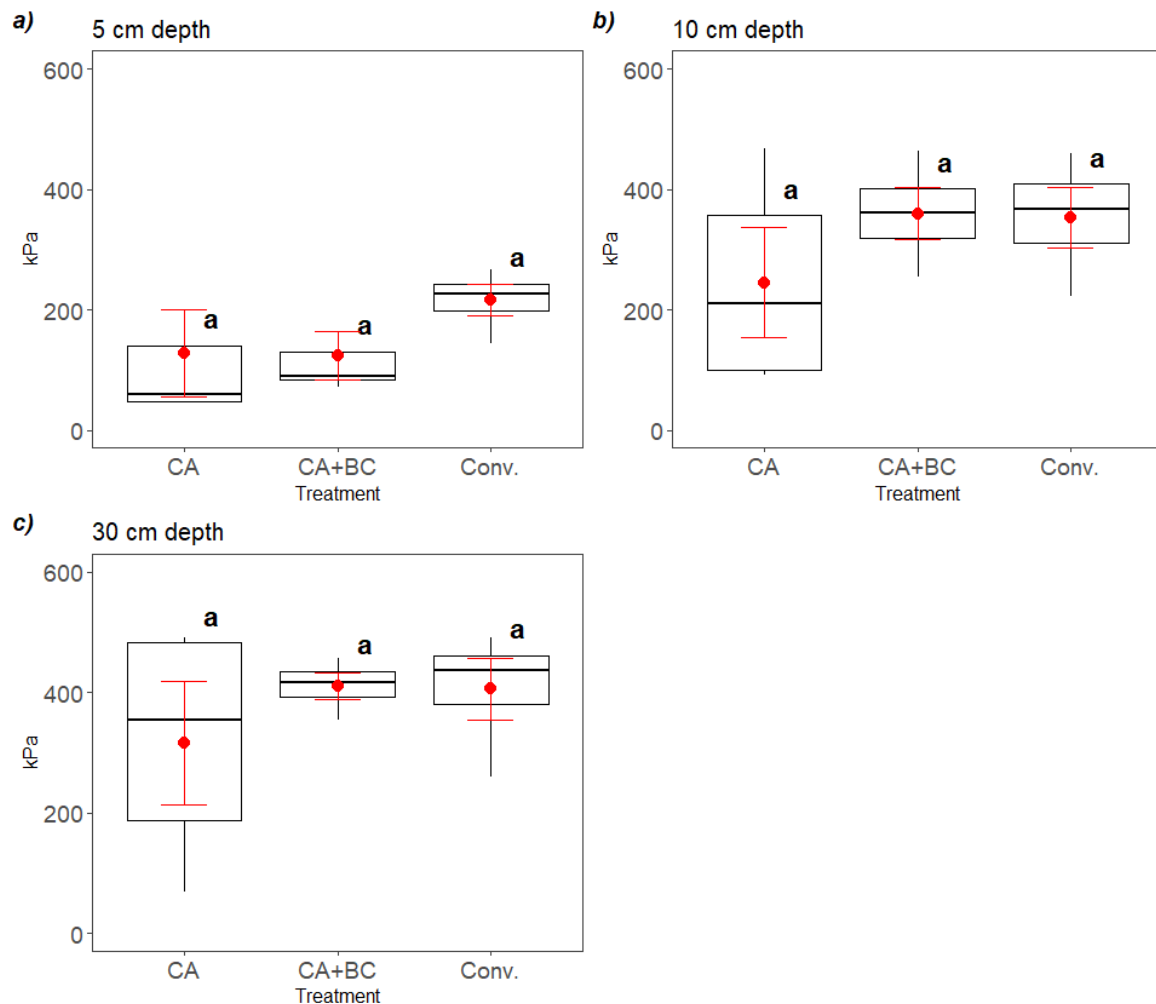 a)
5 cm depth
600
400
200
0
kPa
a
a
a
CA
CA+BC
Conv.
Treatment
b)
10 cm depth
600
400
200
0
kPa
a
a
a
CA
CA+BC
Conv.
Treatment
c)
30 cm depth
600
400
200
0
kPa
a
a
a
CA
CA+BC
Conv.
Treatment